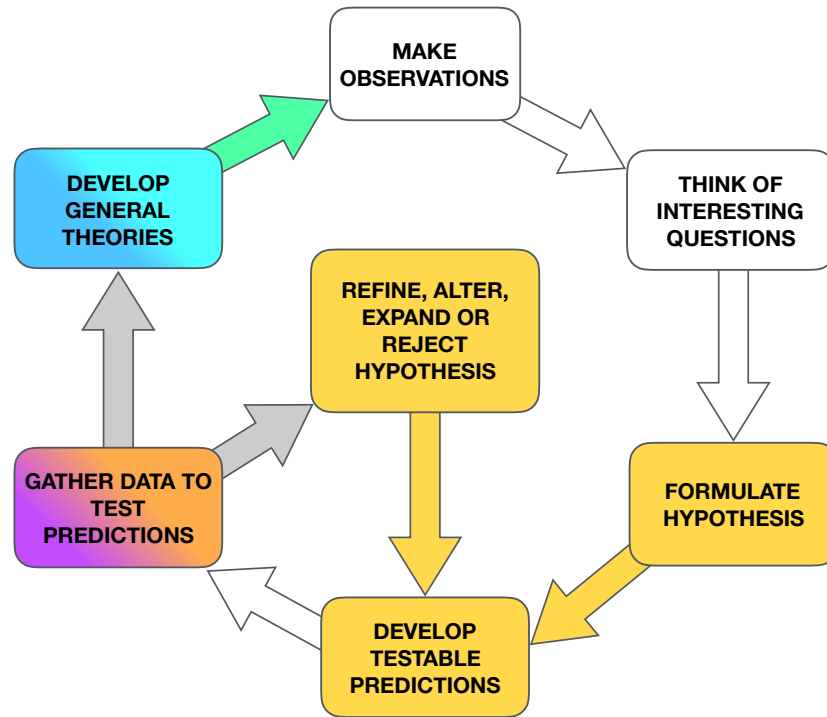 MAKE
OBSERVATIONS
THINK OF
INTERESTING
QUESTIONS
FORMULATE
HYPOTHESIS
DEVELOP
TESTABLE
PREDICTIONS
GATHER DATA TO
TEST
PREDICTIONS
REFINE, ALTER,
EXPAND OR
REJECT
HYPOTHESIS
DEVELOP
GENERAL
THEORIES